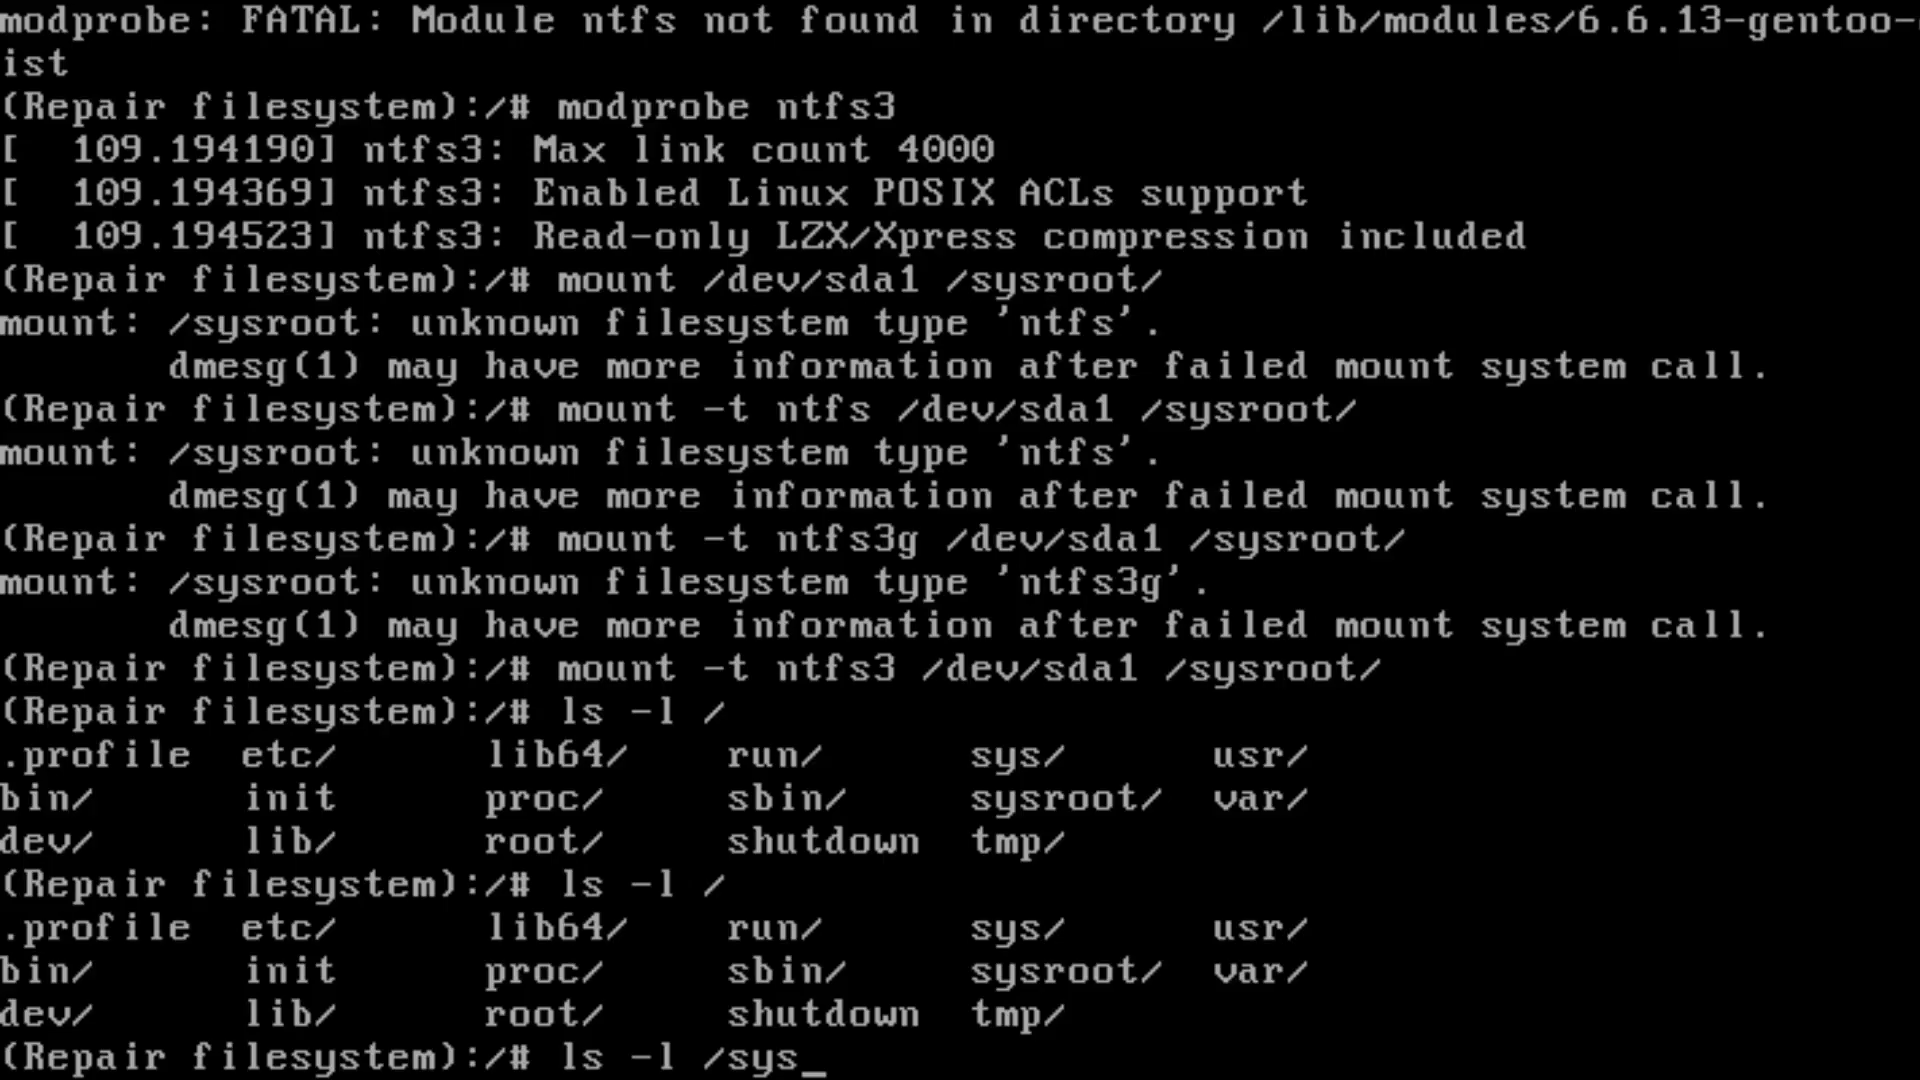 modprobe: FATAL: Module ntfs not found in directory /lib/modules/6.6.13-gentoo-
ist
(Repair filesystem):/# modprobe ntfs3
[  109.194190] ntfs3: Max link count 4000
[  109.194369] ntfs3: Enabled Linux POSIX ACLs support
[  109.194523] ntfs3: Read-only LZX/Xpress compression included
(Repair filesystem):/# mount /dev/sda1 /sysroot/
mount: /sysroot: unknown filesystem type 'ntfs'.
       dmesg(1) may have more information after failed mount system call.
(Repair filesystem):/# mount -t ntfs /dev/sda1 /sysroot/
mount: /sysroot: unknown filesystem type 'ntfs'.
       dmesg(1) may have more information after failed mount system call.
(Repair filesystem):/# mount -t ntfs3g /dev/sda1 /sysroot/
mount: /sysroot: unknown filesystem type 'ntfs3g'.
       dmesg(1) may have more information after failed mount system call.
(Repair filesystem):/# mount -t ntfs3 /dev/sda1 /sysroot/
(Repair filesystem):/# ls -l /
.profile  etc/      lib64/    run/      sys/      usr/
bin/      init      proc/     sbin/     sysroot/  var/
dev/      lib/      root/     shutdown  tmp/
(Repair filesystem):/# ls -l /
.profile  etc/      lib64/    run/      sys/      usr/
bin/      init      proc/     sbin/     sysroot/  var/
dev/      lib/      root/     shutdown  tmp/
(Repair filesystem):/# ls -l /sys_